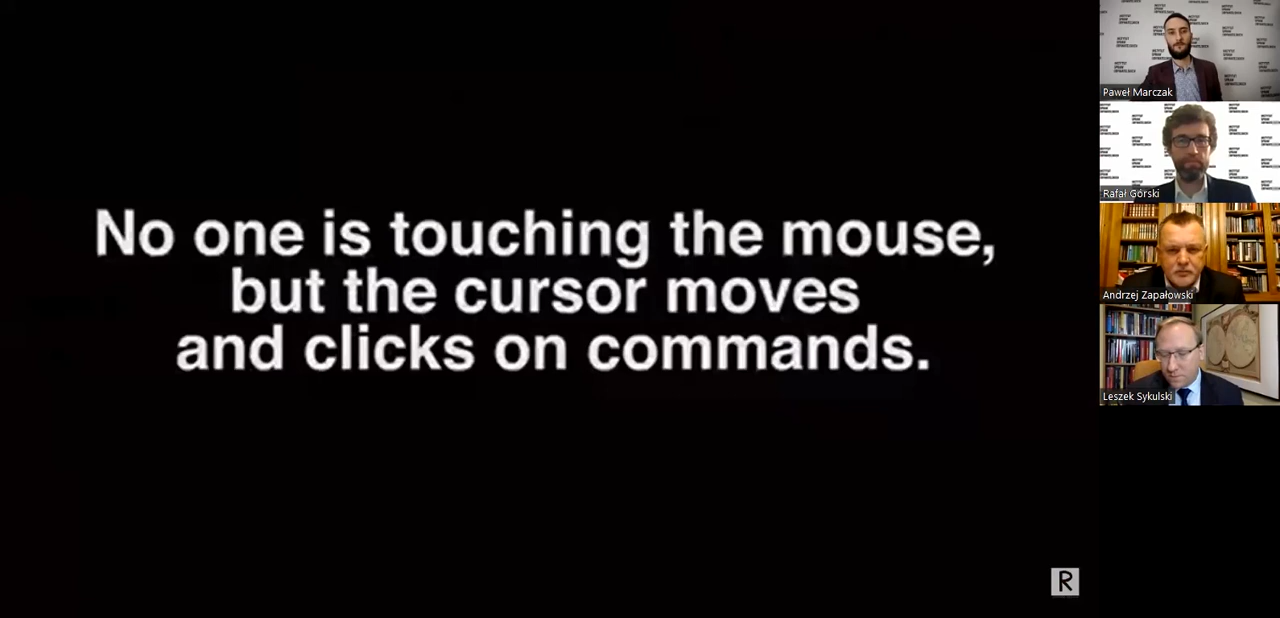 No one is touching the mouse,
but the cursor moves
and clicks on commands.
R
Paweł Marczak
Rafał Górski
Andrzej Zapałowski
Leszek Sykulski